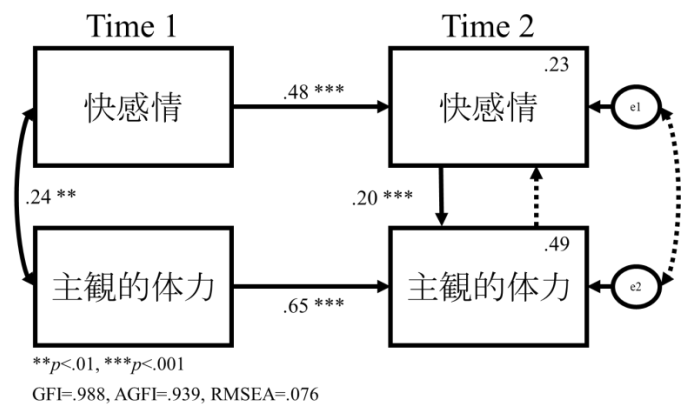 Time 1
Time 2
快感情
.48 ***
.23
快感情
e1
.24 **
.20 ***
主観的体力
.65 ***
.49
主観的体力
e2
**p<.01, ***p<.001
GFI=.988, AGFI=.939, RMSEA=.076